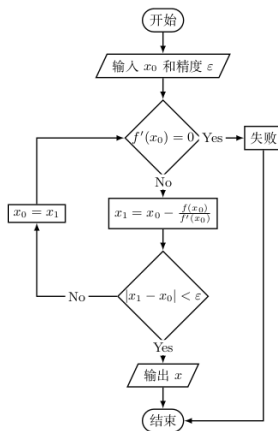 开始
输入 x₀ 和精度 ε
f′(x₀) = 0
Yes
失败
No
x₀ = x₁
x₁ = x₀ − f(x₀)/f′(x₀)
|x₁ − x₀| < ε
No
Yes
输出 x
结束